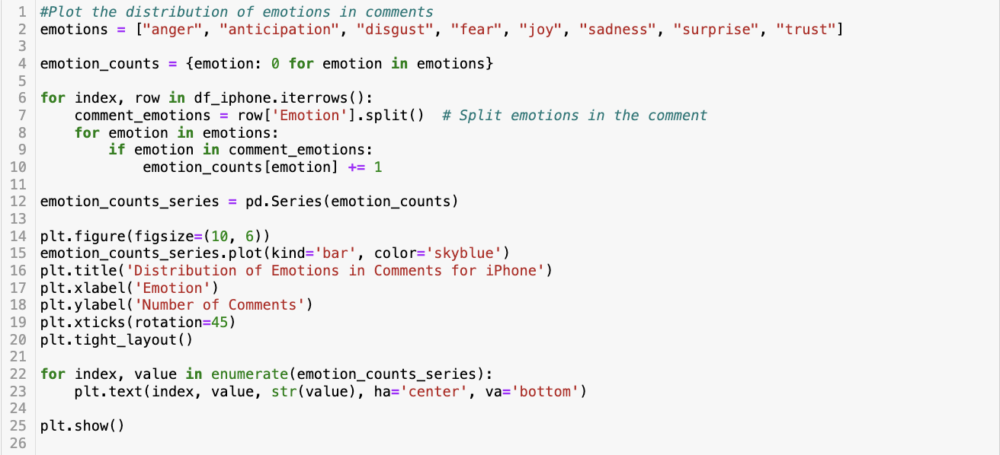 1 #Plot the distribution of emotions in comments
2 emotions = ["anger", "anticipation", "disgust", "fear", "joy", "sadness", "surprise", "trust"]
3
4 emotion_counts = {emotion: 0 for emotion in emotions}
5
6 for index, row in df_iphone.iterrows():
7     comment_emotions = row['Emotion'].split()  # Split emotions in the comment
8     for emotion in emotions:
9         if emotion in comment_emotions:
10             emotion_counts[emotion] += 1
11
12 emotion_counts_series = pd.Series(emotion_counts)
13
14 plt.figure(figsize=(10, 6))
15 emotion_counts_series.plot(kind='bar', color='skyblue')
16 plt.title('Distribution of Emotions in Comments for iPhone')
17 plt.xlabel('Emotion')
18 plt.ylabel('Number of Comments')
19 plt.xticks(rotation=45)
20 plt.tight_layout()
21
22 for index, value in enumerate(emotion_counts_series):
23     plt.text(index, value, str(value), ha='center', va='bottom')
24
25 plt.show()
26